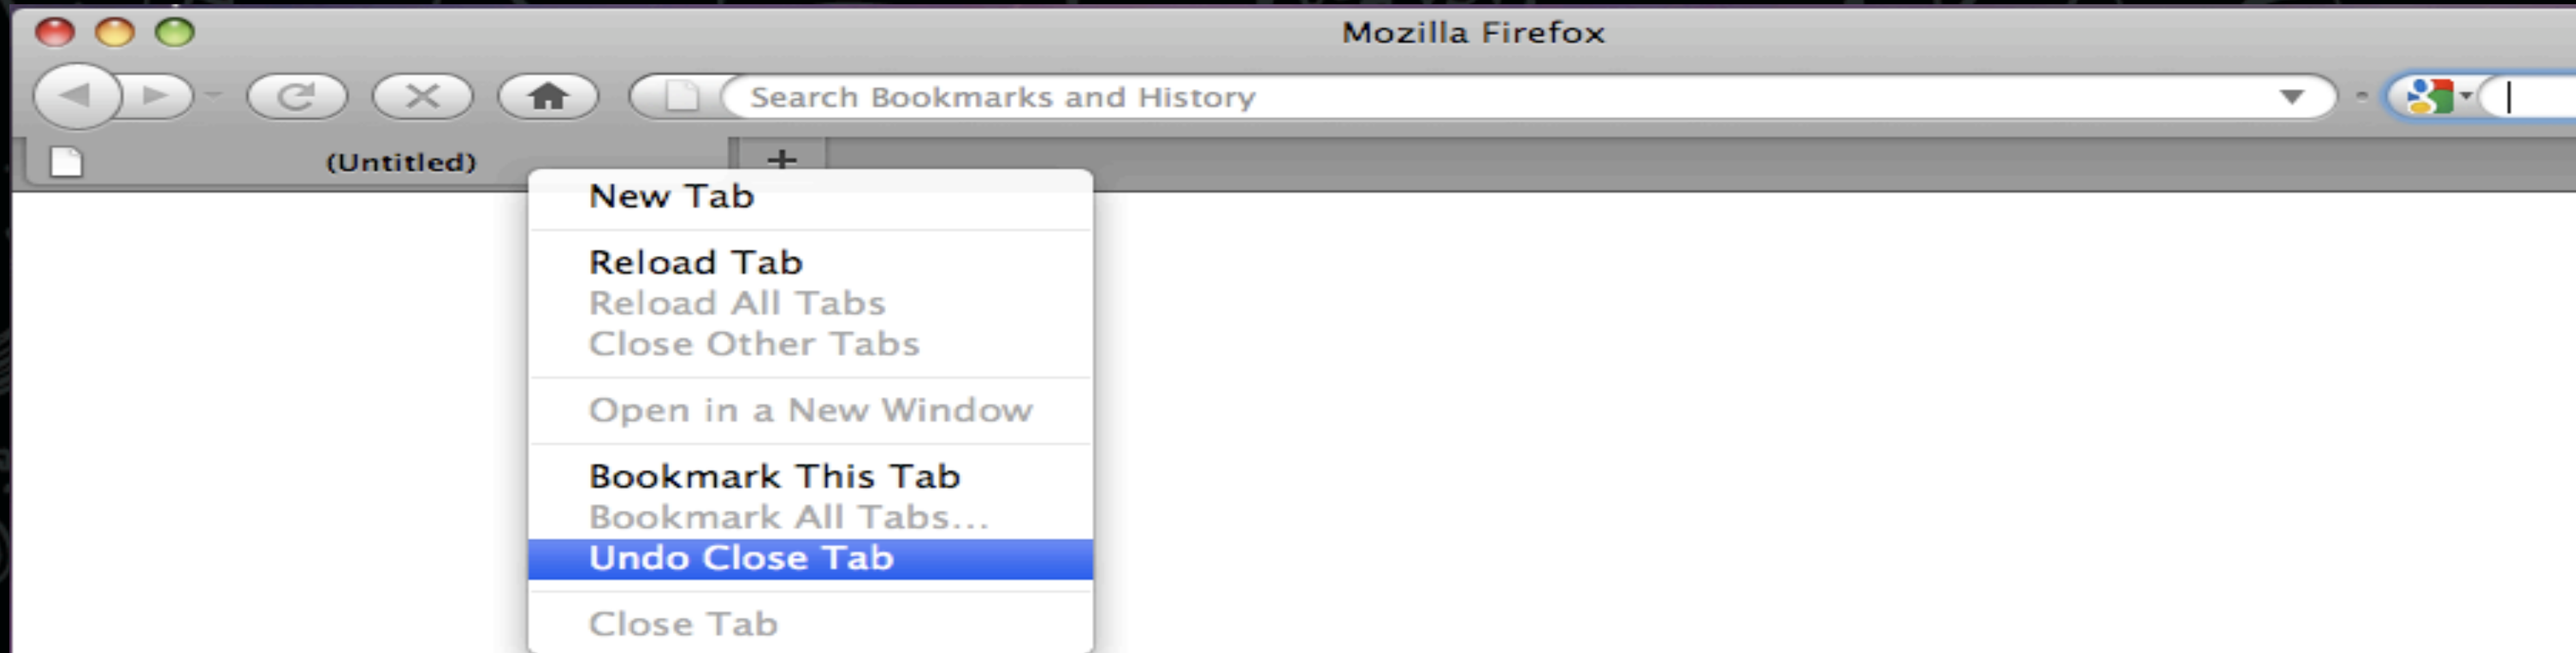 Mozilla Firefox
Search Bookmarks and History
(Untitled)
New Tab
Reload Tab
Reload All Tabs
Close Other Tabs
Open in a New Window
Bookmark This Tab
Bookmark All Tabs...
Undo Close Tab
Close Tab